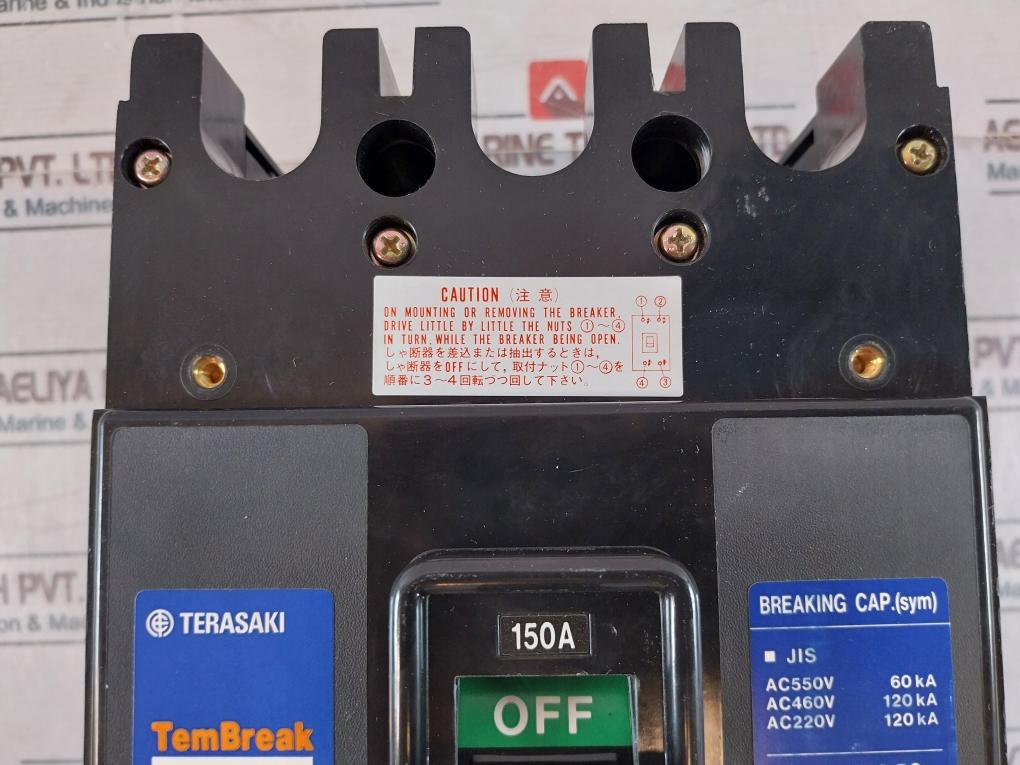 CAUTION (注意)
ON MOUNTING OR REMOVING THE BREAKER,
DRIVE LITTLE BY LITTLE THE NUTS ①～④
IN TURN, WHILE THE BREAKER BEING OPEN.
しゃ断器を差込または抽出するときは,
しゃ断器をOFFにして, 取付ナット①～④を
順番に3～4回転づつ回して下さい。
① ②
④ ③
TERASAKI
TemBreak
150A
OFF
BREAKING CAP.(sym)
JIS
AC550V 60kA
AC460V 120kA
AC220V 120kA